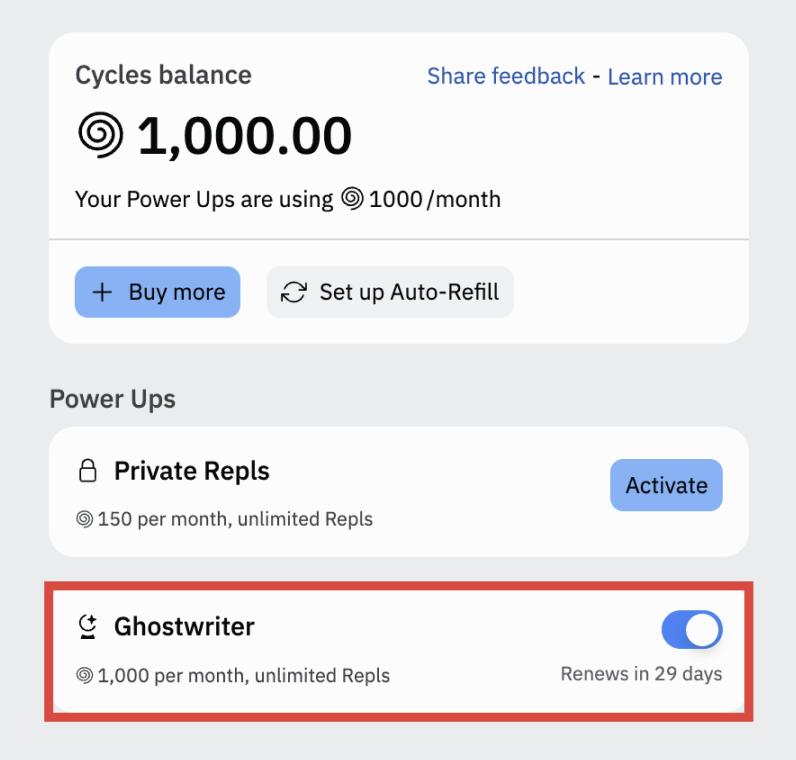 Cycles balance
Share feedback - Learn more
1,000.00
Your Power Ups are using 1000/month
+ Buy more
Set up Auto-Refill
Power Ups
Private Repls
Activate
150 per month, unlimited Repls
Ghostwriter
1,000 per month, unlimited Repls
Renews in 29 days